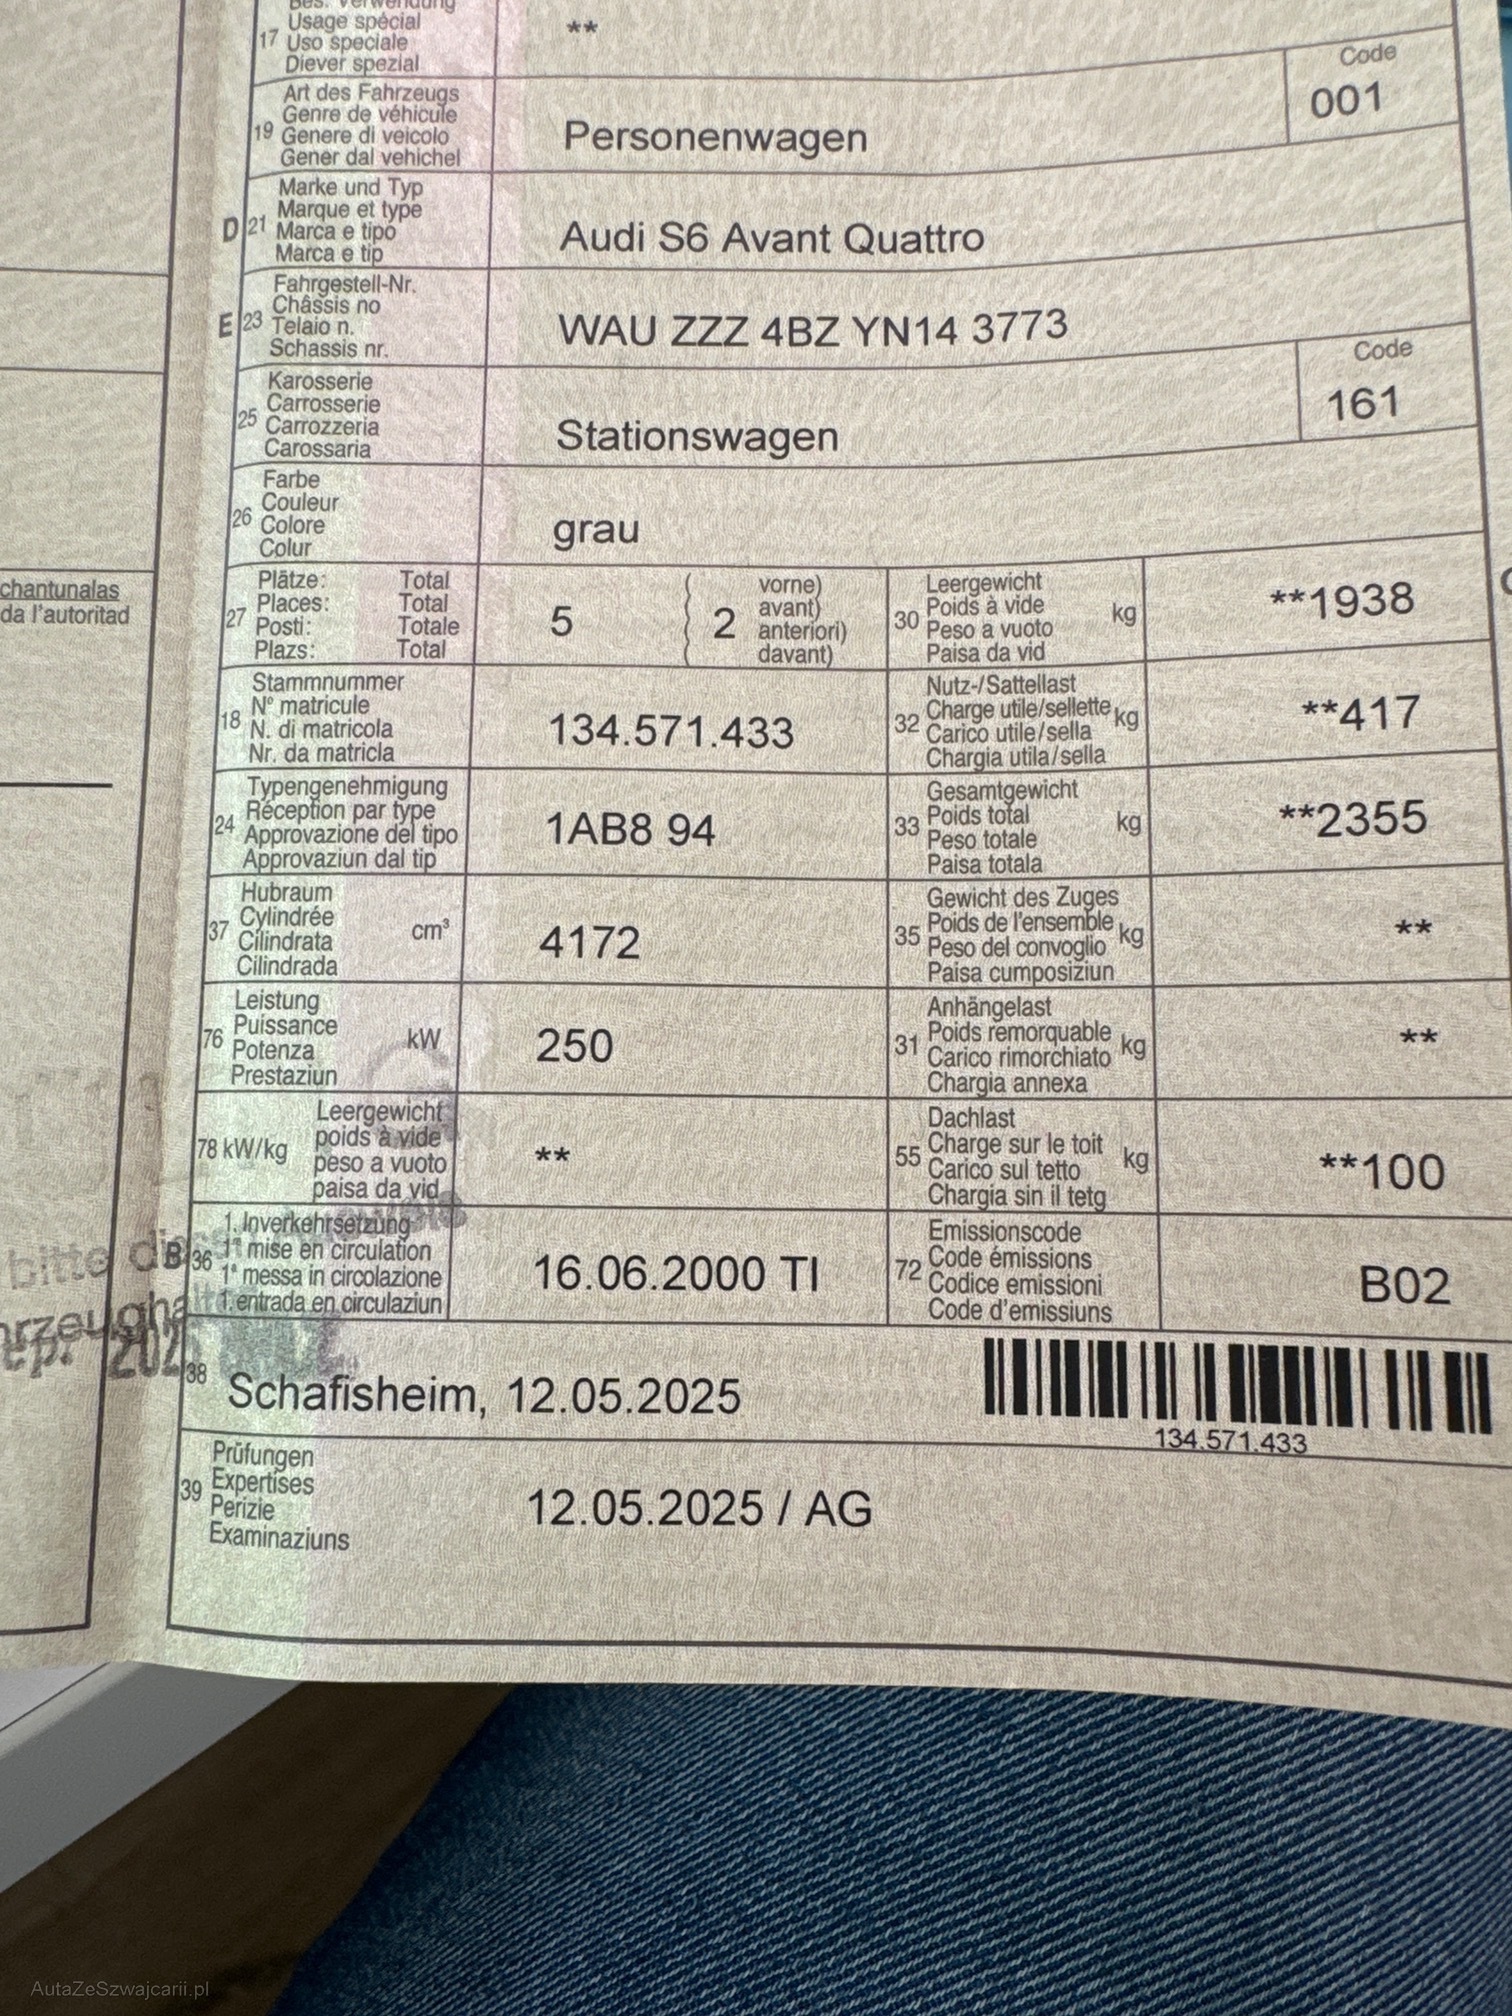 Bes. Verwendung
Usage spécial
17 Uso speciale
Diever spezial
**
Art des Fahrzeugs
Genre de véhicule
19 Genere di veicolo
Gener dal vehichel
Personenwagen
Code
001
Marke und Typ
Marque et type
D 21 Marca e tipo
Marca e tip
Audi S6 Avant Quattro
Fahrgestell-Nr.
Châssis no
E 23 Telaio n.
Schassis nr.
WAU ZZZ 4BZ YN14 3773
Karosserie
Carrosserie
25 Carrozzeria
Carossaria
Stationswagen
Code
161
Farbe
Couleur
26 Colore
Colur
grau
Plätze: Total
Places: Total
27 Posti: Totale
Plazs: Total
5 ( 2 vorne)
avant)
anteriori)
davant)
Leergewicht
30 Poids à vide kg
Peso a vuoto
Paisa da vid
**1938
Stammnummer
18 N° matricule
N. di matricola
Nr. da matricla
134.571.433
Nutz-/Sattellast
32 Charge utile/sellette kg
Carico utile/sella
Chargia utila/sella
**417
Typengenehmigung
24 Réception par type
Approvazione del tipo
Approvaziun dal tip
1AB8 94
Gesamtgewicht
33 Poids total kg
Peso totale
Paisa totala
**2355
Hubraum
37 Cylindrée cm³
Cilindrata
Cilindrada
4172
Gewicht des Zuges
35 Poids de l'ensemble kg
Peso del convoglio
Paisa cumposiziun
**
Leistung
76 Puissance kW
Potenza
Prestaziun
250
Anhängelast
31 Poids remorquable kg
Carico rimorchiato
Chargia annexa
**
Leergewicht
78 kW/kg poids à vide
peso a vuoto
paisa da vid
**
Dachlast
55 Charge sur le toit kg
Carico sul tetto
Chargia sin il tetg
**100
1. Inverkehrsetzung
B 36 1re mise en circulation
1a messa in circolazione
1. entrada en circulaziun
16.06.2000 TI
Emissionscode
72 Code émissions
Codice emissioni
Code d'emissiuns
B02
38 Schafisheim, 12.05.2025
134.571.433
Prüfungen
39 Expertises
Perizie
Examinaziuns
12.05.2025 / AG
chantunalas
da l'autoritad
bitte
AutaZeSzwajcarii.pl